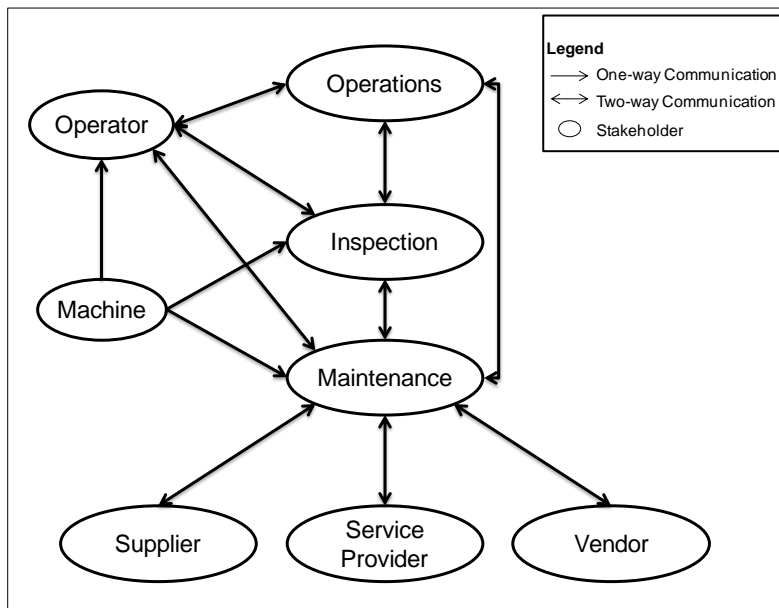 Operations
Operator
Inspection
Machine
Maintenance
Supplier
Service
Provider
Vendor
Legend
One-way Communication
Two-way Communication
Stakeholder